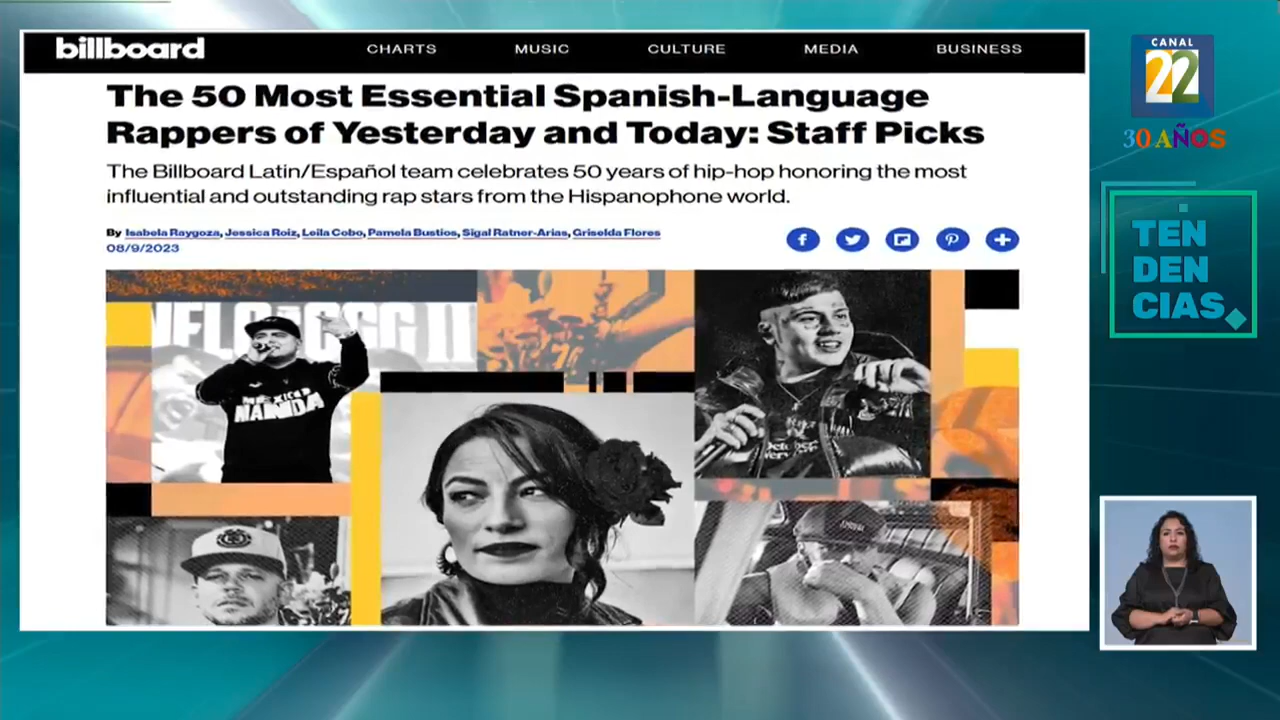 billboard
CHARTS MUSIC CULTURE MEDIA BUSINESS
The 50 Most Essential Spanish-Language
Rappers of Yesterday and Today: Staff Picks
The Billboard Latin/Español team celebrates 50 years of hip-hop honoring the most
influential and outstanding rap stars from the Hispanophone world.
By Isabela Raygoza, Jessica Roiz, Leila Cobo, Pamela Bustios, Sigal Ratner-Arias, Griselda Flores
08/9/2023
CANAL
22
30 AÑOS
TEN
DEN
CIAS.